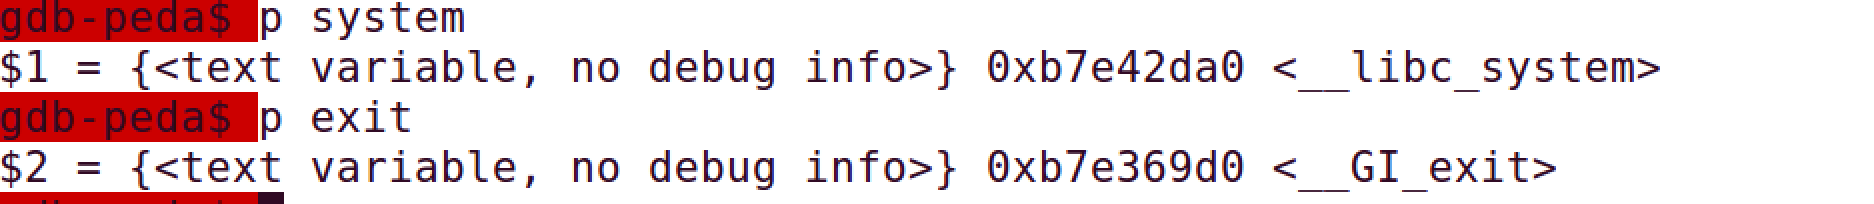 gdb-peda$ p system
$1 = {<text variable, no debug info>} 0xb7e42da0 <__libc_system>
gdb-peda$ p exit
$2 = {<text variable, no debug info>} 0xb7e369d0 <__GI_exit>